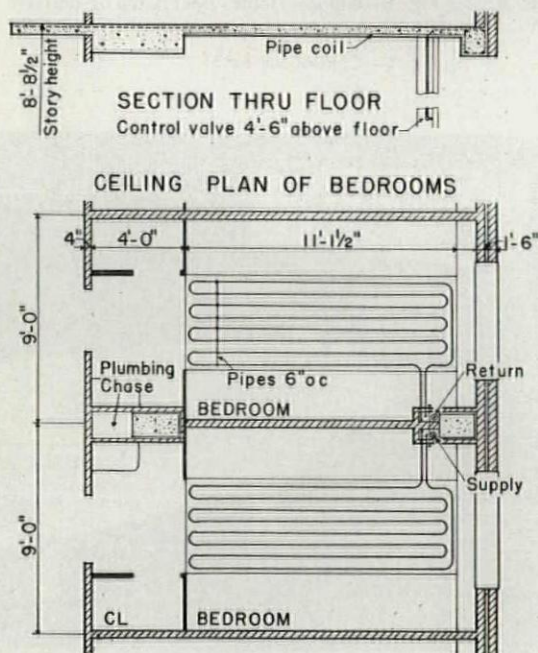 8'-8½"
Story height
Pipe coil
SECTION THRU FLOOR
Control valve 4'-6" above floor
CEILING PLAN OF BEDROOMS
4"
4'-0"
11'-1½"
1'-6"
9'-0"
Plumbing
Chase
Pipes 6" oc
Return
BEDROOM
Supply
9'-0"
CL
BEDROOM